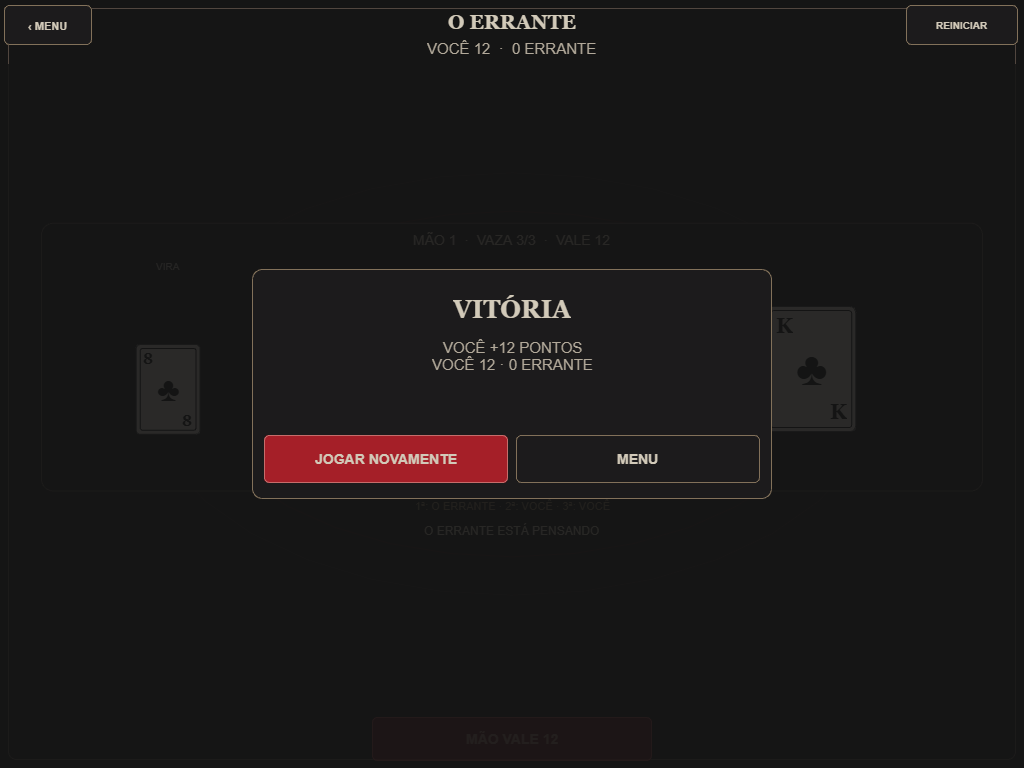 ‹ MENU
O ERRANTE
REINICIAR
VOCÊ 12 · 0 ERRANTE
MÃO 1 · VAZA 3/3 · VALE 12
VIRA
8
8
K
K
VITÓRIA
VOCÊ +12 PONTOS
VOCÊ 12 · 0 ERRANTE
JOGAR NOVAMENTE
MENU
1ª: O ERRANTE 2ª: VOCÊ 3ª: VOCÊ
O ERRANTE ESTÁ PENSANDO
MÃO VALE 12